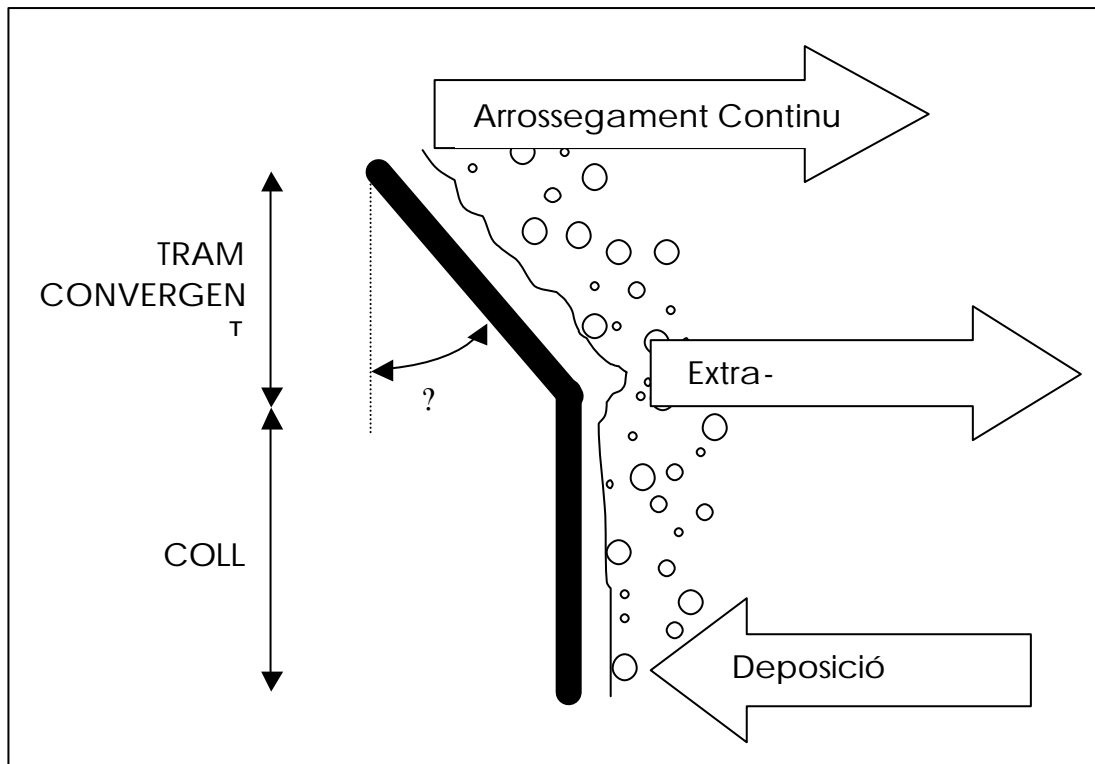 Arrossegament Continu
TRAM
CONVERGEN
T
Extra-
?
COLL
Deposició